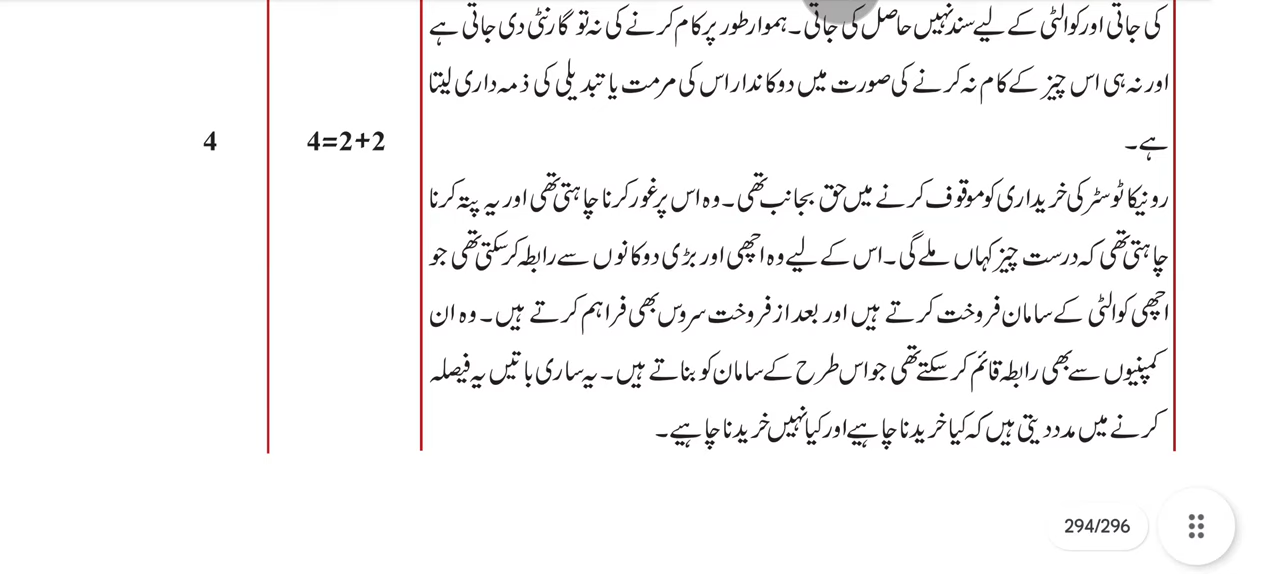 کی جاتی اور کوالٹی کے لیے سند نہیں حاصل کی جاتی۔ ہموار طور پر کام کرنے کی نہ تو گارنٹی دی جاتی ہے
اور نہ ہی اس چیز کے کام نہ کرنے کی صورت میں دوکاندار اس کی مرمت یا تبدیلی کی ذمہ داری لیتا
ہے۔
4=2+2
4
رونیکا ٹوسٹر کی خریداری کو موقوف کرنے میں حق بجانب تھی۔ وہ اس پر غور کرنا چاہتی تھی اور یہ پتہ کرنا
چاہتی تھی کہ درست چیز کہاں ملے گی۔ اس کے لیے وہ اچھی اور بڑی دوکانوں سے رابطہ کر سکتی تھی جو
اچھی کوالٹی کے سامان فروخت کرتے ہیں اور بعد از فروخت سروس بھی فراہم کرتے ہیں۔ وہ ان
کمپنیوں سے بھی رابطہ قائم کر سکتے تھی جو اس طرح کے سامان کو بناتے ہیں۔ یہ ساری باتیں یہ فیصلہ
کرنے میں مدد دیتی ہیں کہ کیا خریدنا چاہیے اور کیا نہیں خریدنا چاہیے۔
294/296